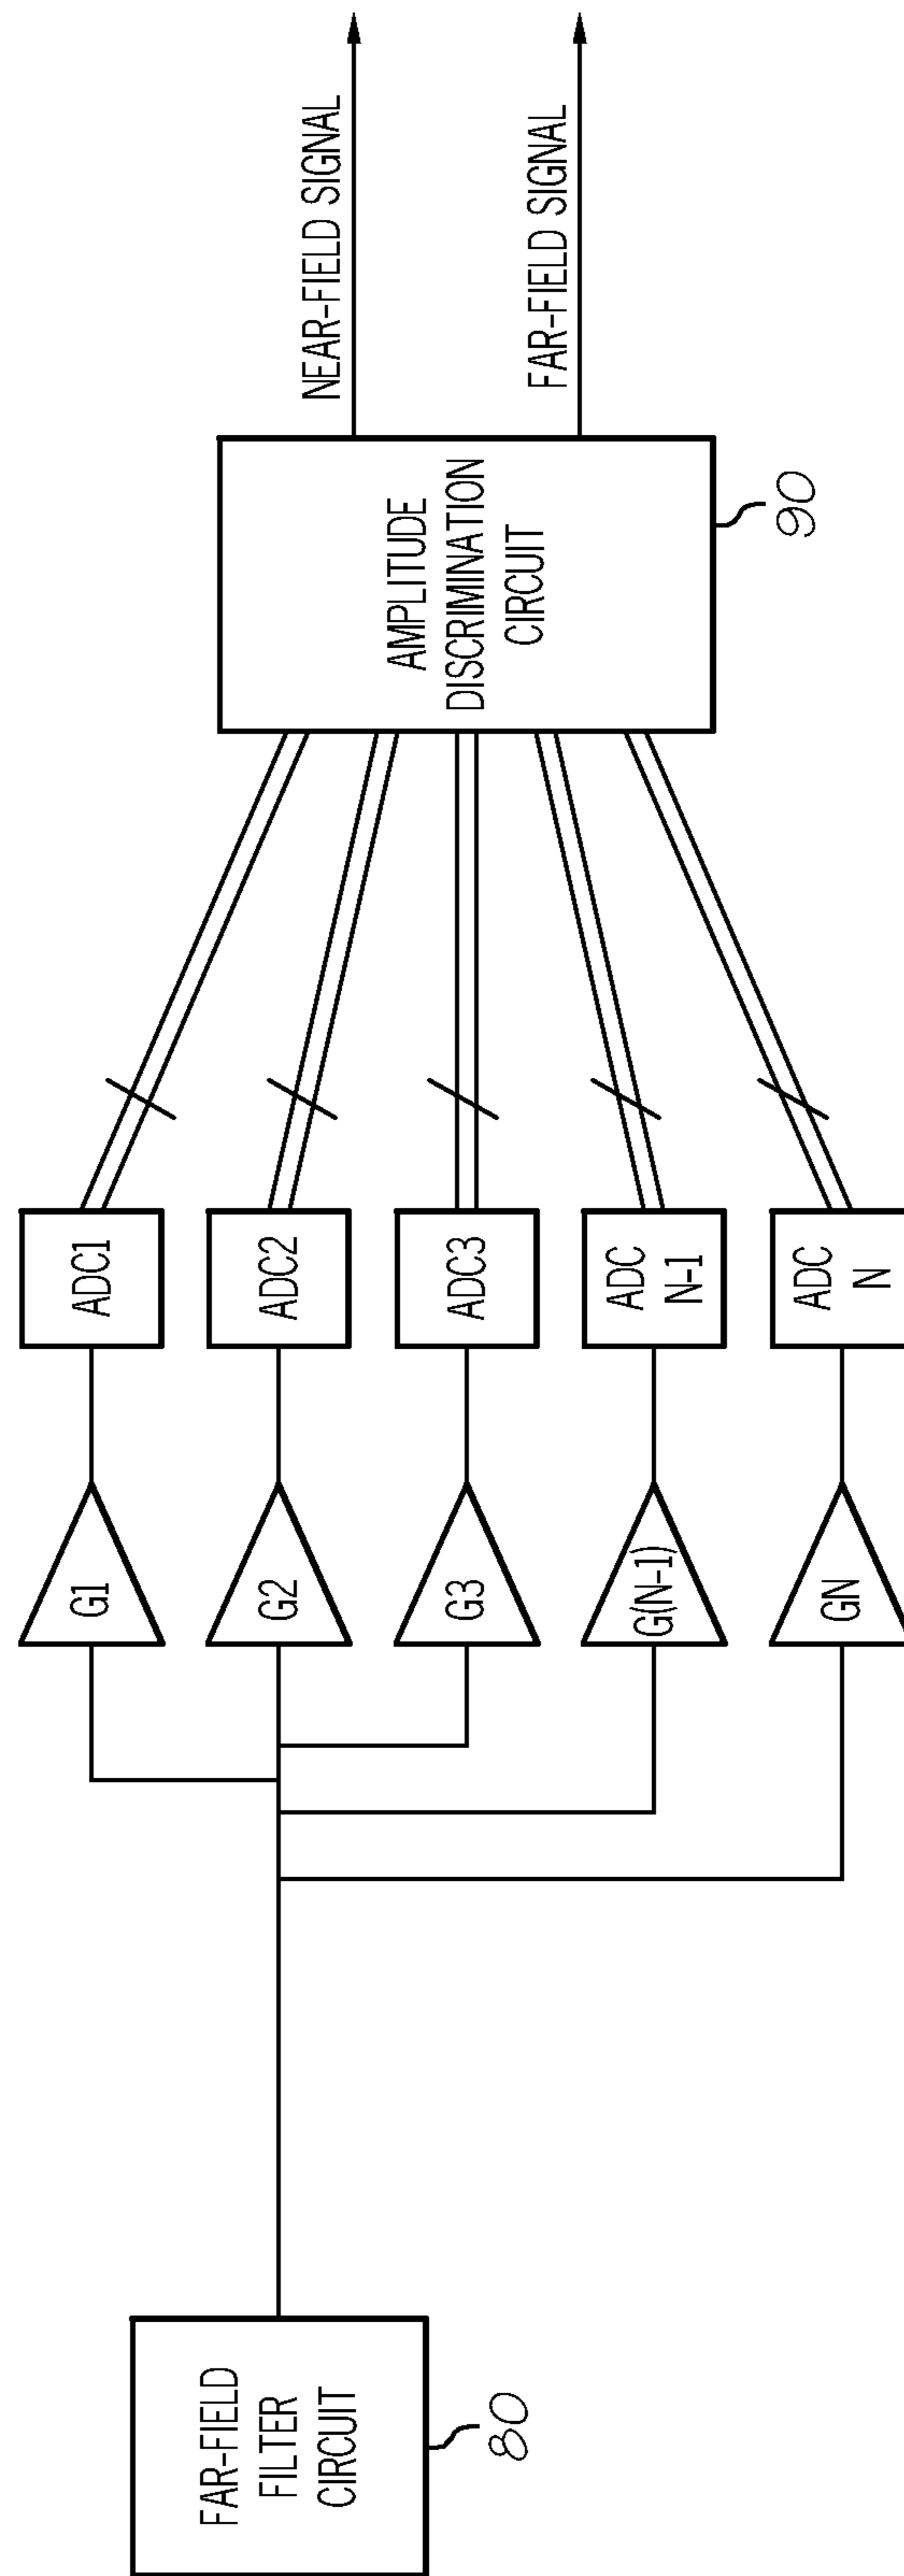 FAR-FIELD
FILTER
CIRCUIT
80
G1
G2
G3
G(N-1)
GN
ADC1
ADC2
ADC3
ADC
N-1
ADC
N
AMPLITUDE
DISCRIMINATION
CIRCUIT
90
NEAR-FIELD SIGNAL
FAR-FIELD SIGNAL